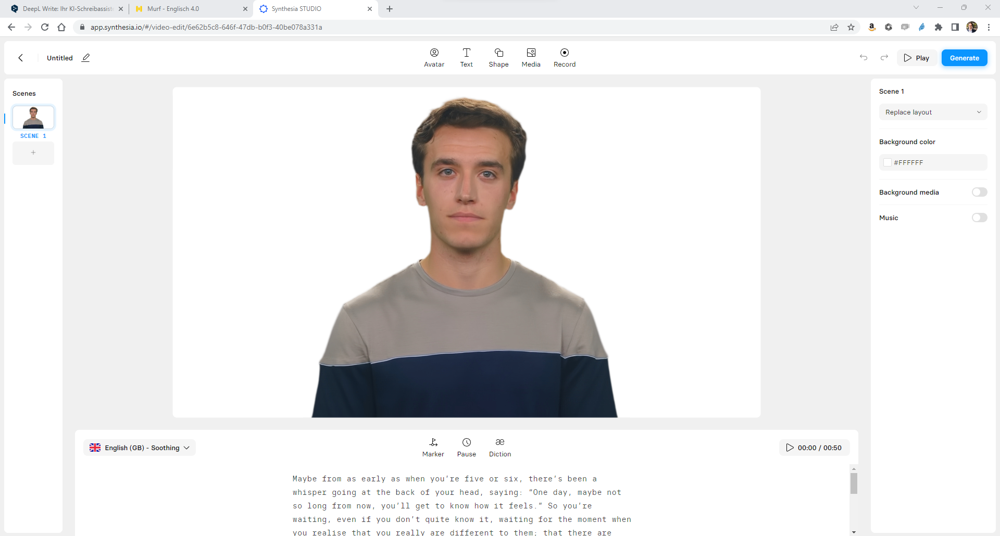 DeepL Write: Ihr KI-Schreibassist
Murf - Englisch 4.0
Synthesia STUDIO
app.synthesia.io/#/video-edit/6e62b5c8-646f-47db-b0f3-40be078a331a
Untitled
Avatar
Text
Shape
Media
Record
Play
Generate
Scenes
SCENE 1
Scene 1
Replace layout
Background color
#FFFFFF
Background media
Music
English (GB) - Soothing
Marker
Pause
Diction
00:00 / 00:50
Maybe from as early as when you're five or six, there's been a
whisper going at the back of your head, saying: “One day, maybe not
so long from now, you'll get to know how it feels.” So you're
waiting, even if you don't quite know it, waiting for the moment when
you realise that you really are different to them; that there are